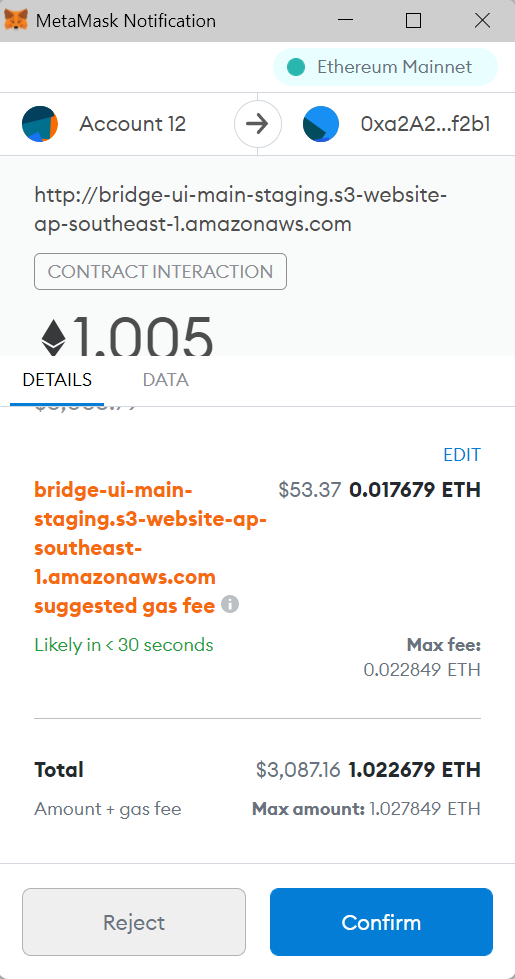 MetaMask Notification
Ethereum Mainnet
Account 12
0xa2A2...f2b1
http://bridge-ui-main-staging.s3-website-
ap-southeast-1.amazonaws.com
CONTRACT INTERACTION
1.005
DETAILS
DATA
EDIT
bridge-ui-main-
staging.s3-website-ap-
southeast-
1.amazonaws.com
suggested gas fee
$53.37 0.017679 ETH
Likely in < 30 seconds
Max fee:
0.022849 ETH
Total
$3,087.16 1.022679 ETH
Amount + gas fee
Max amount: 1.027849 ETH
Reject
Confirm